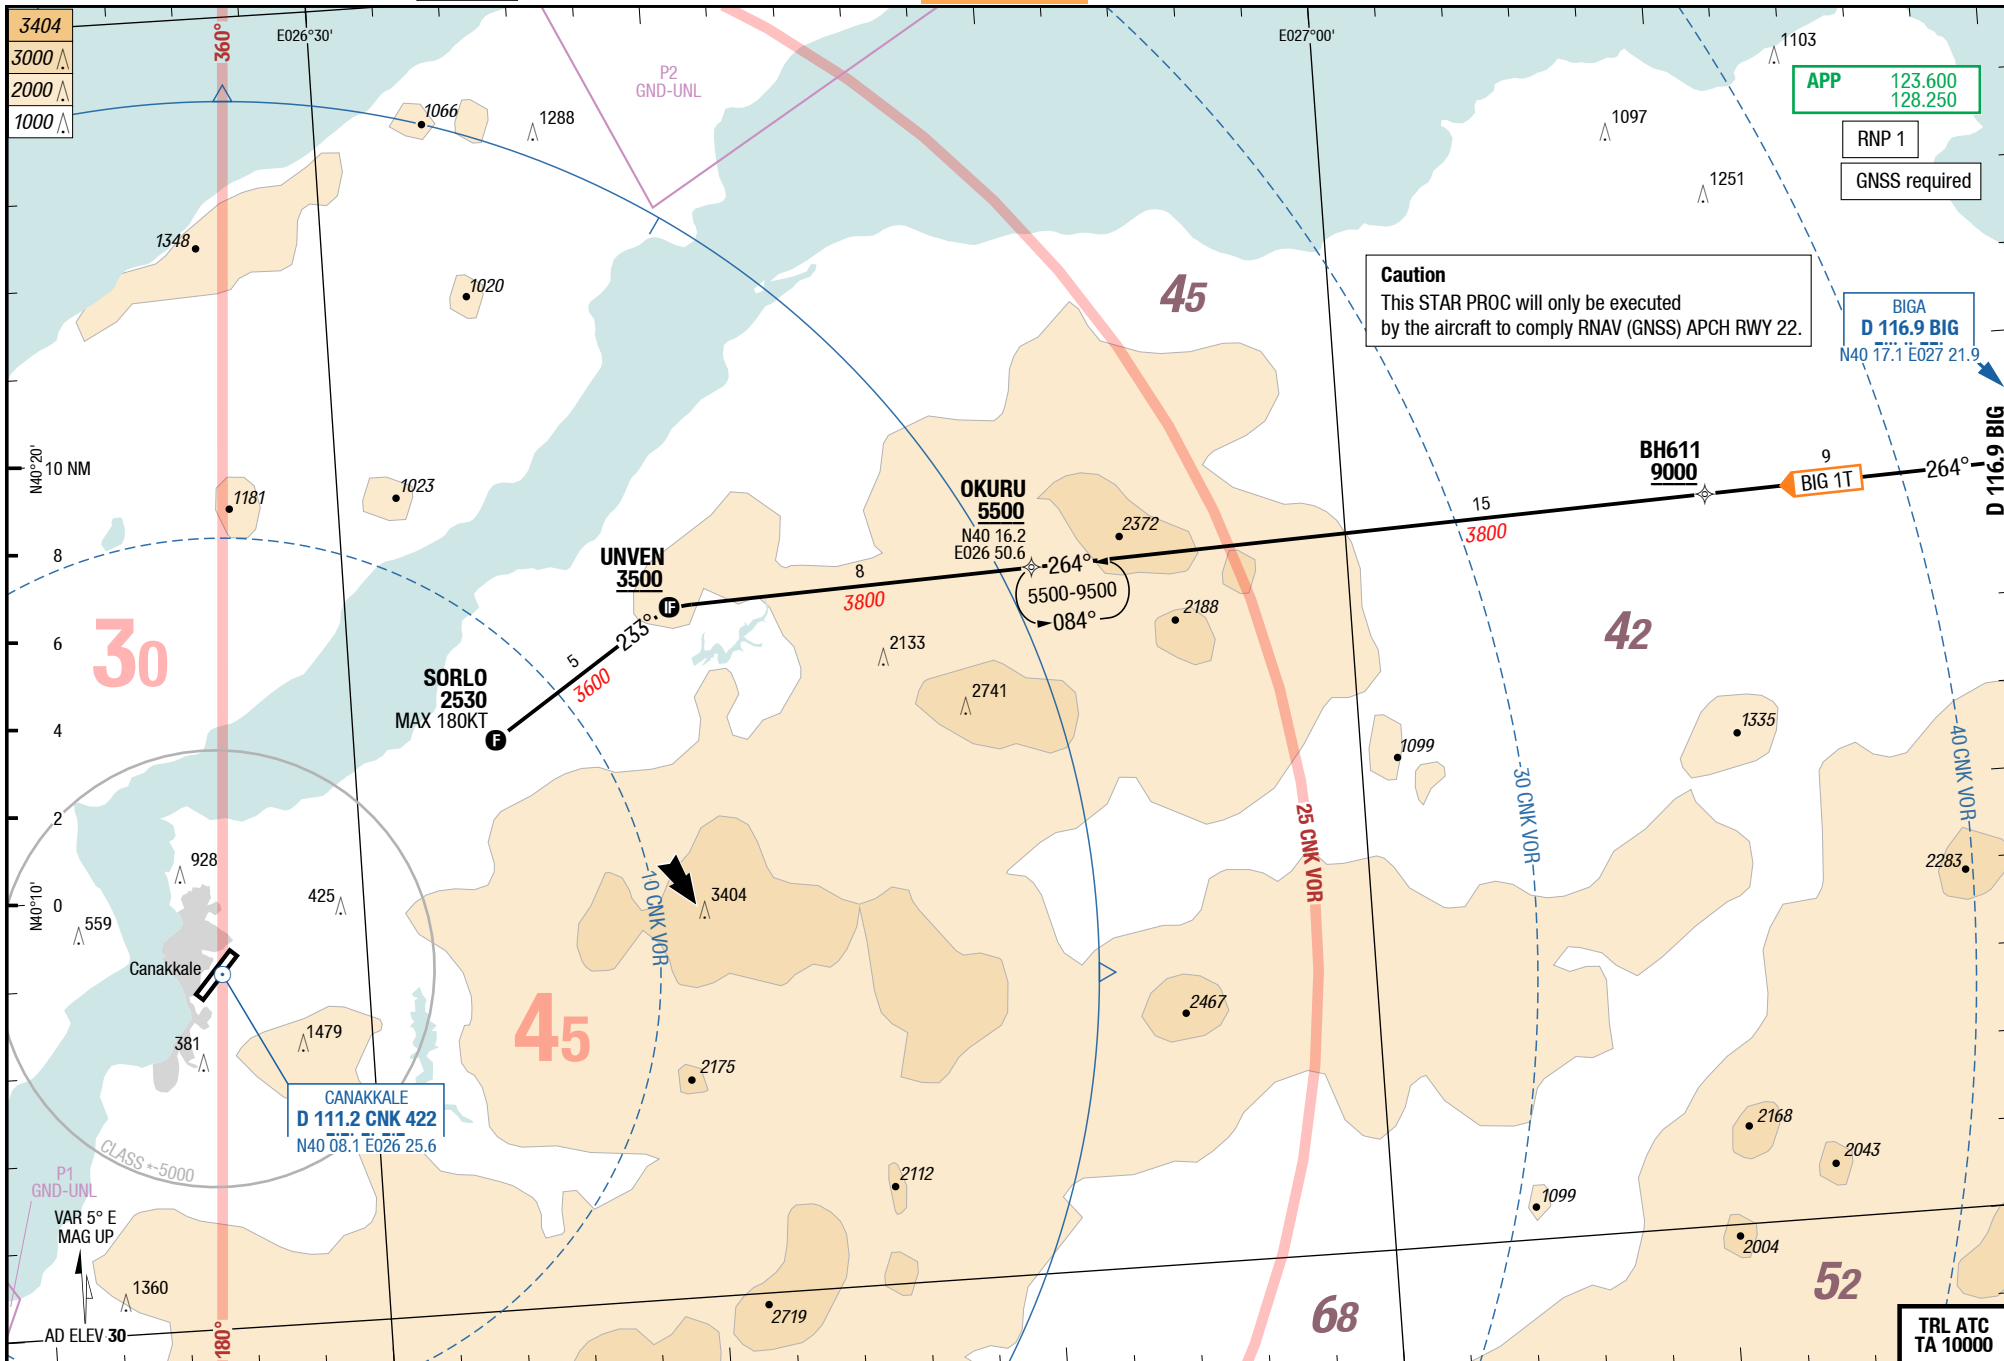 3404
3000
2000
1000
360°
E026°30'
E027°00'
P2
GND-UNL
1066
1288
1103
1097
1251
APP 123.600
128.250
RNP 1
GNSS required
1348
1020
45
Caution
This STAR PROC will only be executed
by the aircraft to comply RNAV (GNSS) APCH RWY 22.
BIGA
D 116.9 BIG
N40 17.1 E027 21.9
D 116.9 BIG
N40°20'
10 NM
1181
1023
OKURU
5500
N40 16.2
E026 50.6
2372
BH611
9000
9
BIG 1T
264°
15
3800
UNVEN
3500
IF
8
3800
264°
5500-9500
084°
2188
8
6
4
2
0
30
233°
5
3600
SORLO
2530
MAX 180KT
F
2133
2741
42
1335
1099
40 CNK VOR
30 CNK VOR
25 CNK VOR
10 CNK VOR
2283
928
425
559
N40°10'
3404
Canakkale
2467
45
1479
381
2175
CANAKKALE
D 111.2 CNK 422
N40 08.1 E026 25.6
CLASS *-5000
P1
GND-UNL
2168
2043
2112
1099
2004
VAR 5° E
MAG UP
1360
2719
52
68
AD ELEV 30
180°
TRL ATC
TA 10000